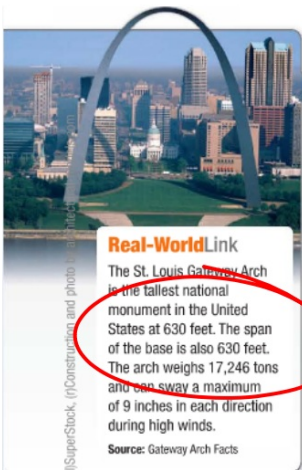 Real-WorldLink
The St. Louis Gateway Arch
is the tallest national
monument in the United
States at 630 feet. The span
of the base is also 630 feet.
The arch weighs 17,246 tons
and can sway a maximum
of 9 inches in each direction
during high winds.
Source: Gateway Arch Facts
)SuperStock, (r)Construction and photo